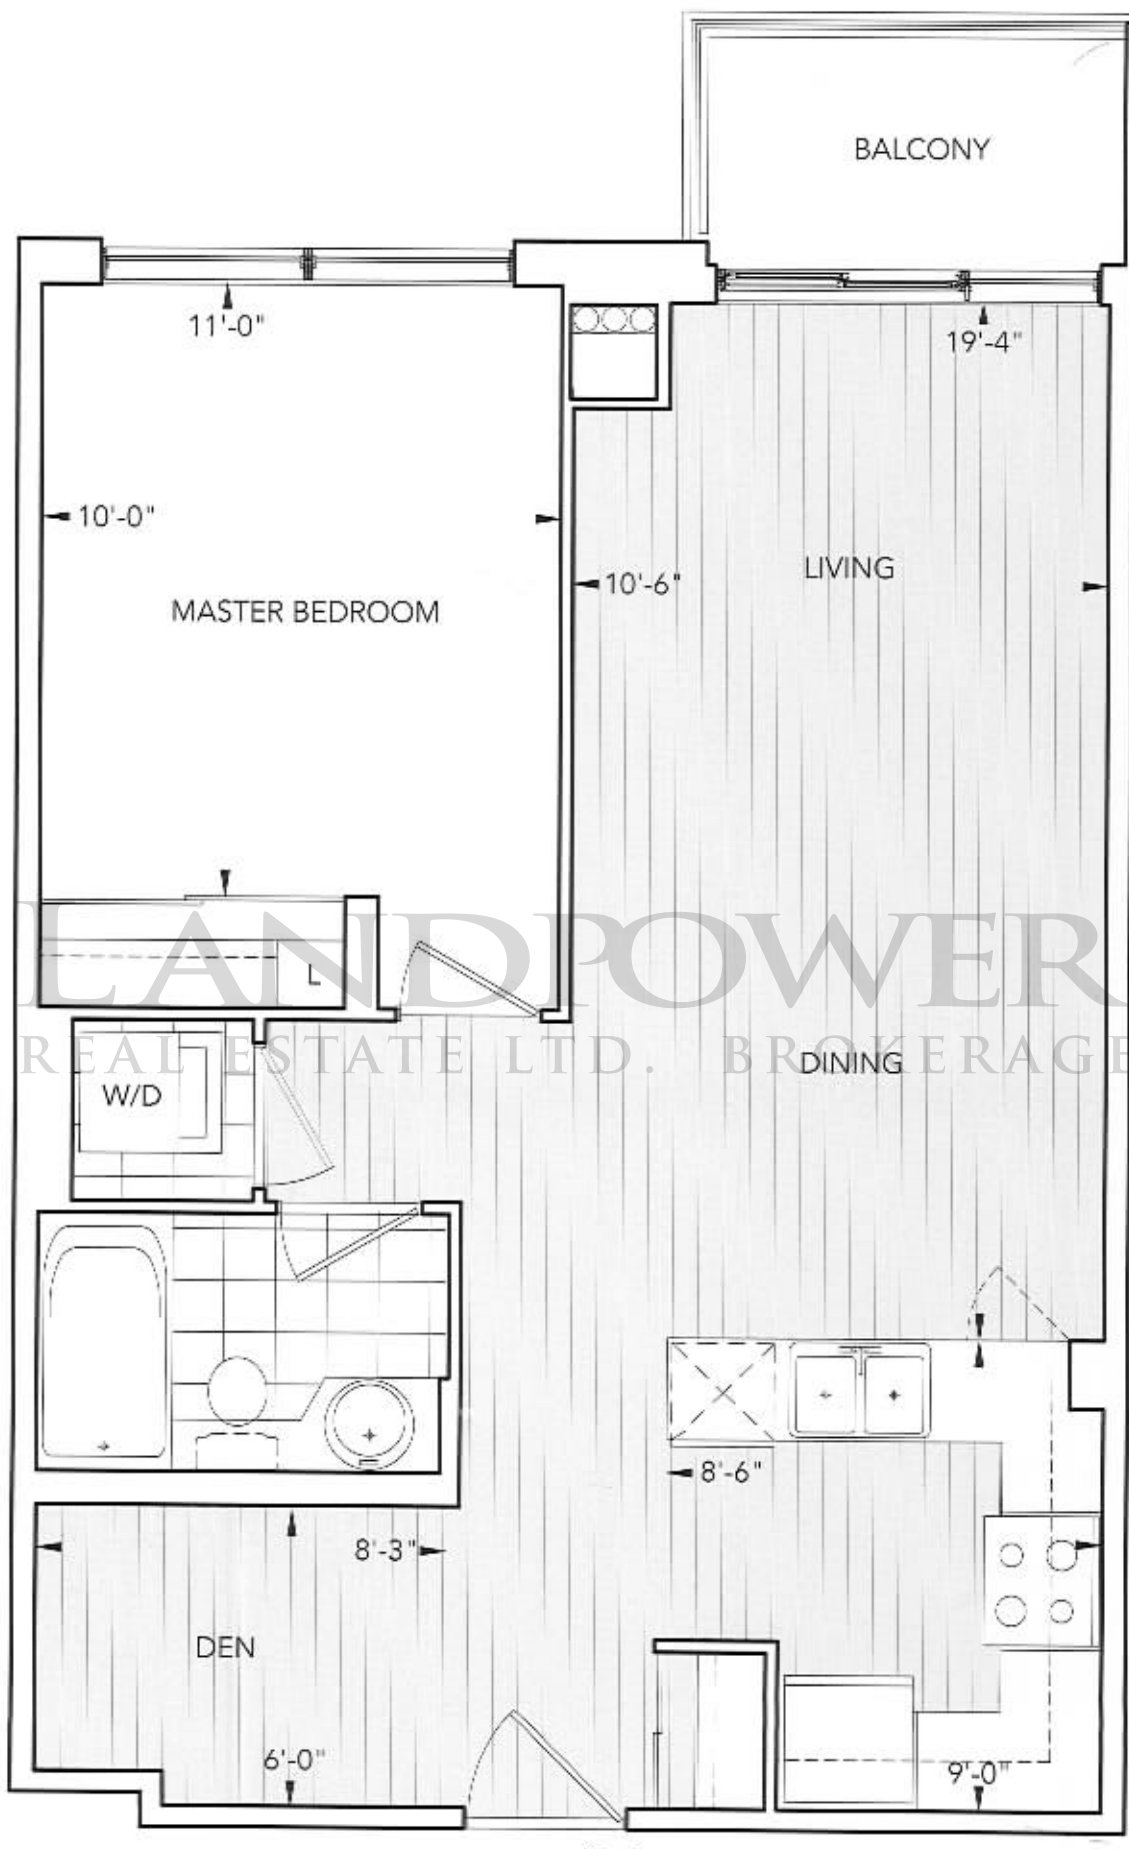 BALCONY
11'-0"
19'-4"
10'-0"
LIVING
10'-6"
MASTER BEDROOM
LANDPOWER
L
REAL ESTATE LTD. BROKERAGE
DINING
W/D
8'-6"
8'-3"
DEN
6'-0"
9'-0"